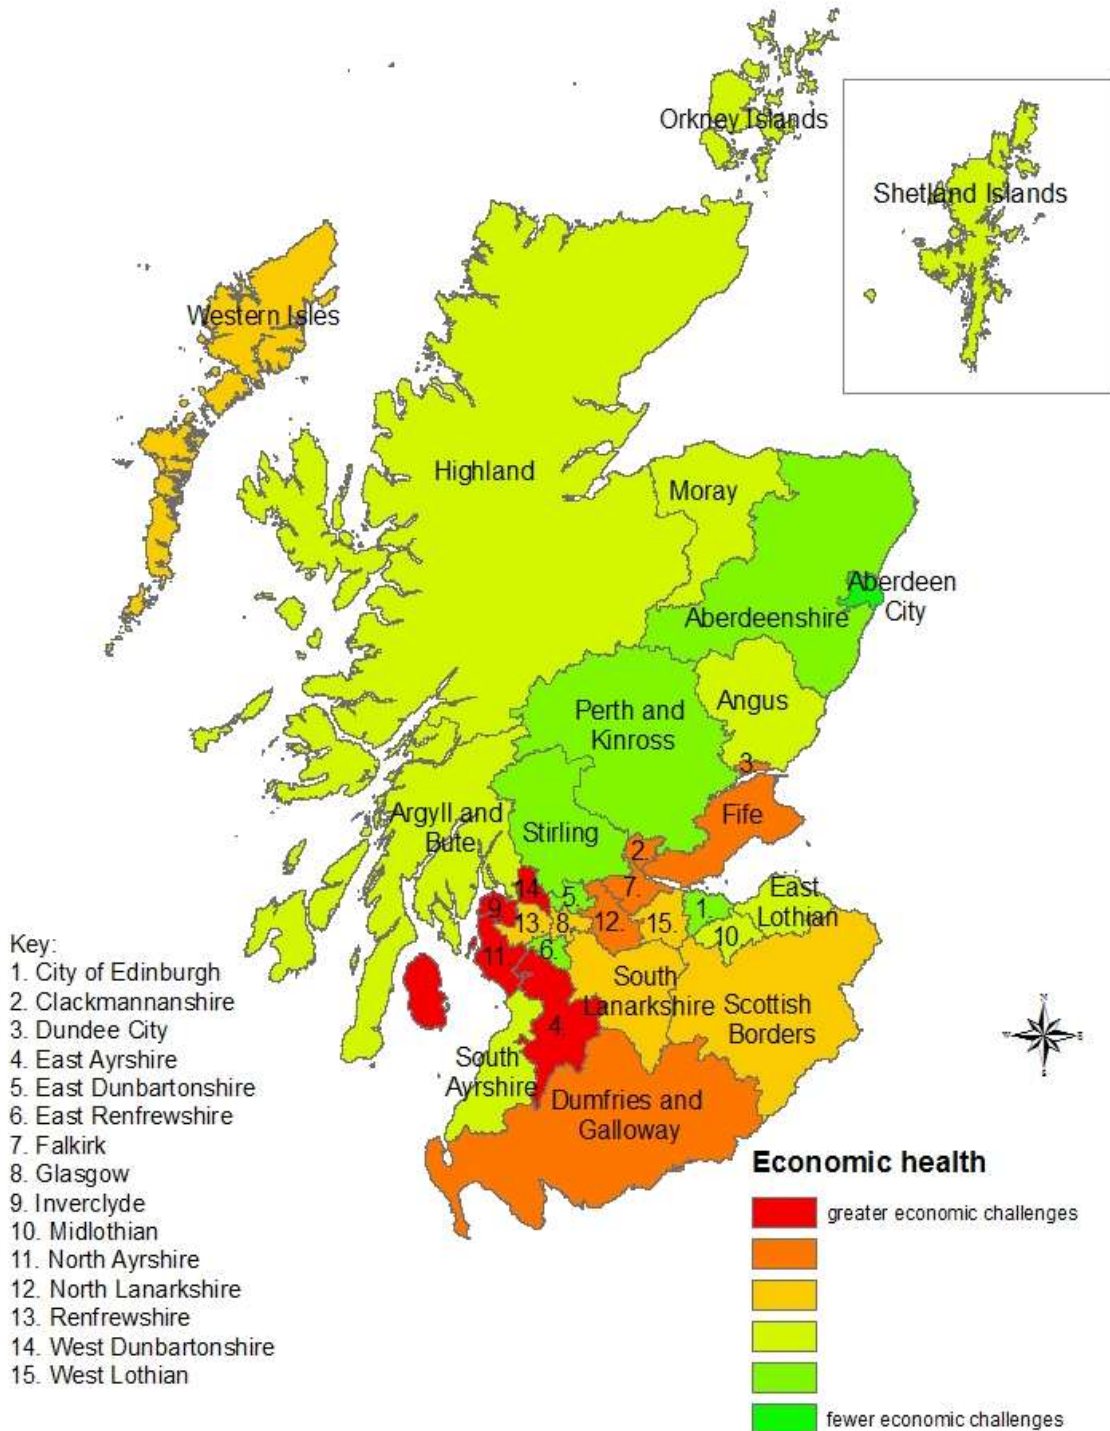 Orkney Islands
Shetland Islands
Western Isles
Highland
Moray
Aberdeen
City
Aberdeenshire
Angus
Perth and
Kinross
3.
Argyll and
Bute
Stirling
Fife
2.
14.
5.
7.
9.
13.
8.
12.
15.
1.
East
Lothian
10.
11.
6.
South
Lanarkshire
Scottish
Borders
4.
South
Ayrshire
Dumfries and
Galloway
Key:
1. City of Edinburgh
2. Clackmannanshire
3. Dundee City
4. East Ayrshire
5. East Dunbartonshire
6. East Renfrewshire
7. Falkirk
8. Glasgow
9. Inverclyde
10. Midlothian
11. North Ayrshire
12. North Lanarkshire
13. Renfrewshire
14. West Dunbartonshire
15. West Lothian
N
W
E
S
Economic health
greater economic challenges
fewer economic challenges